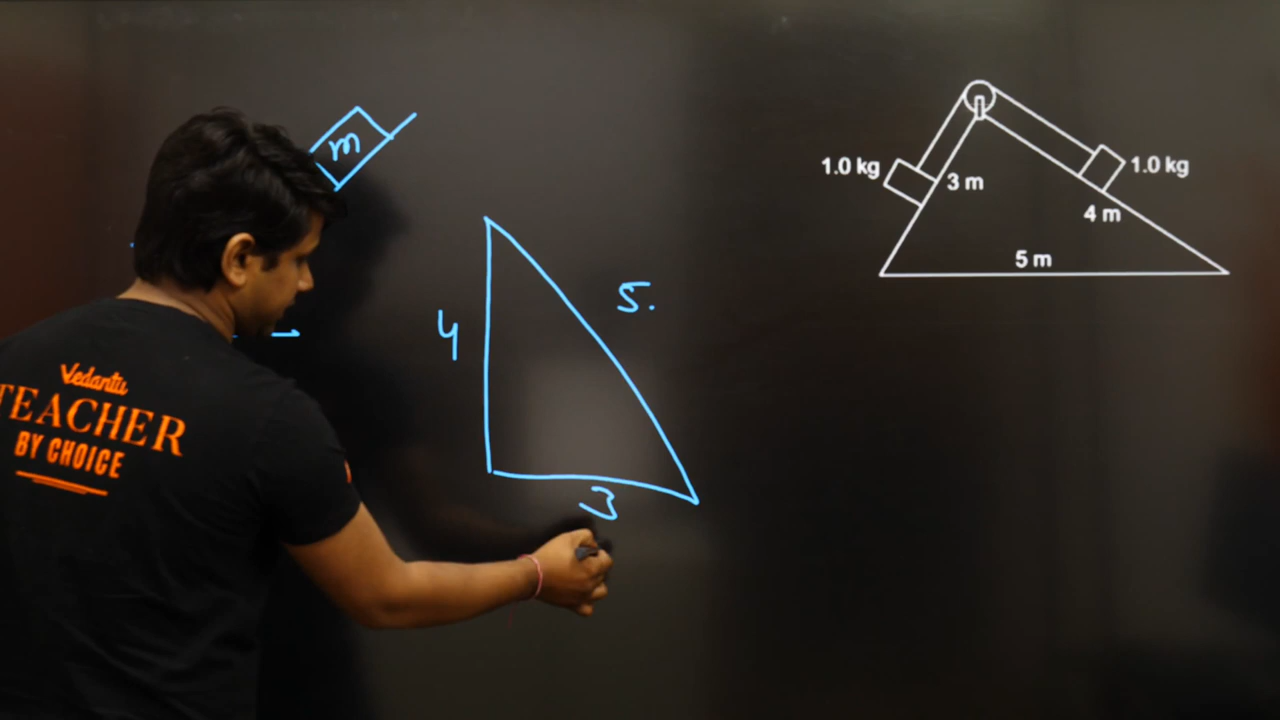 m
4
5.
3
Vedantu
TEACHER
BY CHOICE
1.0 kg
1.0 kg
3 m
4 m
5 m